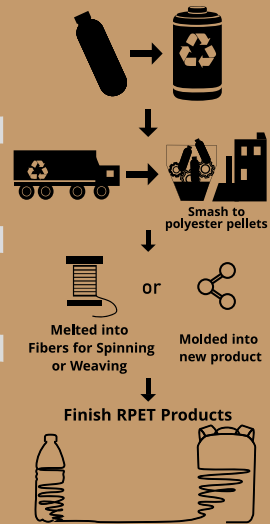 Smash to
polyester pellets
or
Melted into
Fibers for Spinning
or Weaving
Molded into
new product
Finish RPET Products